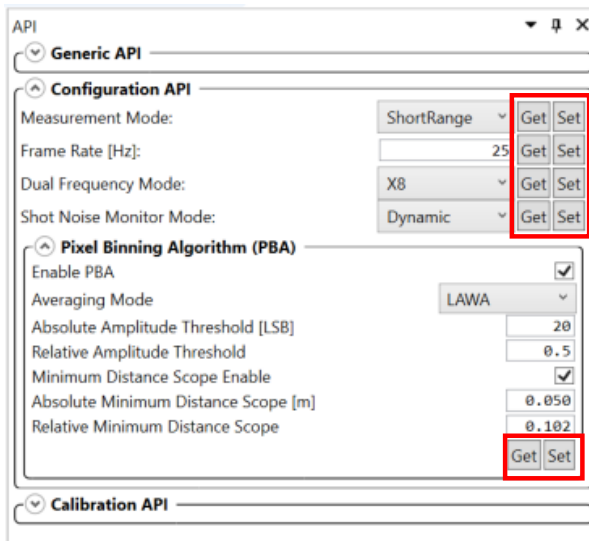 API
Generic API
Configuration API
Measurement Mode: ShortRange Get Set
Frame Rate [Hz]: 25 Get Set
Dual Frequency Mode: X8 Get Set
Shot Noise Monitor Mode: Dynamic Get Set
Pixel Binning Algorithm (PBA)
Enable PBA
Averaging Mode LAWA
Absolute Amplitude Threshold [LSB] 20
Relative Amplitude Threshold 0.5
Minimum Distance Scope Enable
Absolute Minimum Distance Scope [m] 0.050
Relative Minimum Distance Scope 0.102
Get Set
Calibration API